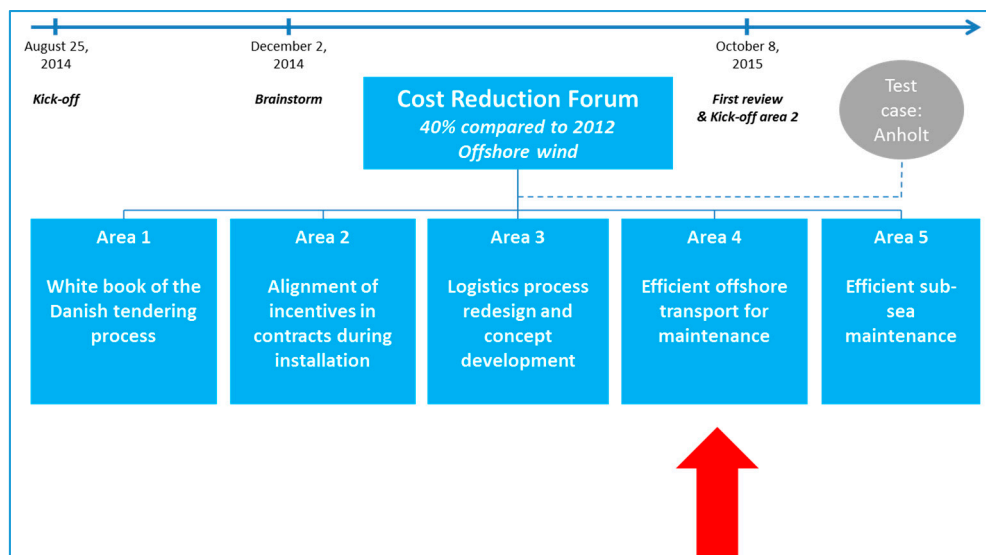 August 25,
2014
Kick-off
December 2,
2014
Brainstorm
October 8,
2015
First review
& Kick-off area 2
Cost Reduction Forum
40% compared to 2012
Offshore wind
Test
case:
Anholt
Area 1
White book of the
Danish tendering
process
Area 2
Alignment of
incentives in
contracts during
installation
Area 3
Logistics process
redesign and
concept
development
Area 4
Efficient offshore
transport for
maintenance
Area 5
Efficient sub-
sea
maintenance